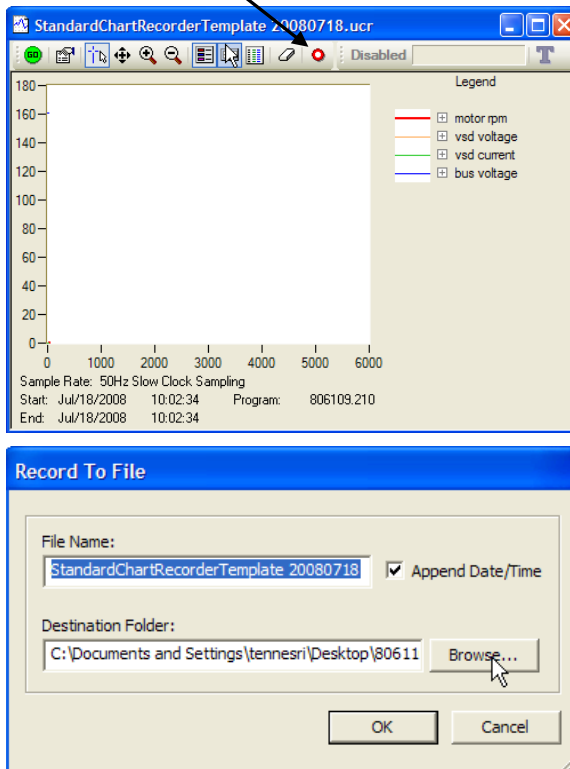 StandardChartRecorderTemplate 20080718.ucr
GO Disabled T
Legend
motor rpm
vsd voltage
vsd current
bus voltage
180
160
140
120
100
80
60
40
20
0
0 1000 2000 3000 4000 5000 6000
Sample Rate: 50Hz Slow Clock Sampling
Start: Jul/18/2008 10:02:34 Program: 806109.210
End: Jul/18/2008 10:02:34
Record To File
File Name:
StandardChartRecorderTemplate 20080718 Append Date/Time
Destination Folder:
C:\Documents and Settings\tennesri\Desktop\80611 Browse...
OK Cancel